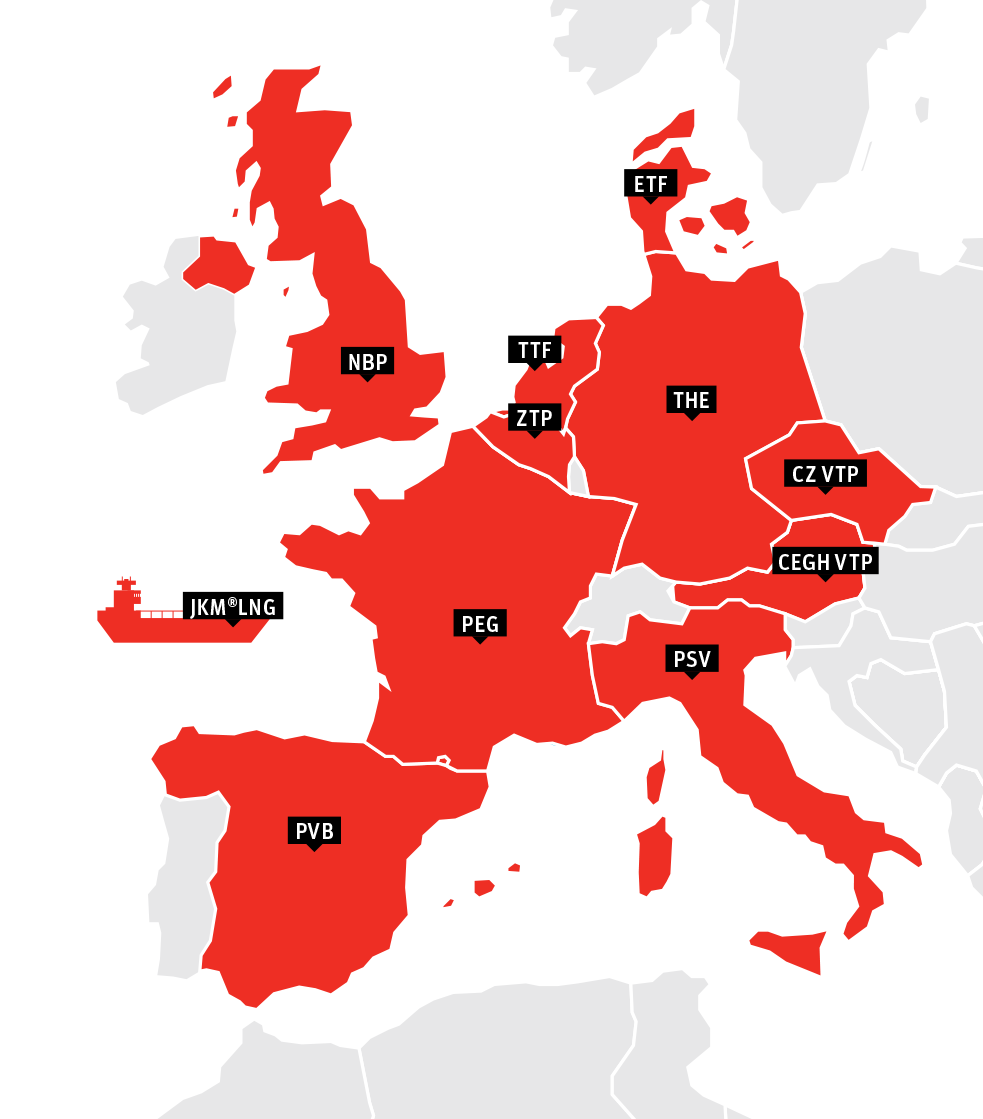 ETF
TTF
NBP
THE
ZTP
CZ VTP
CEGH VTP
JKM®LNG
PEG
PSV
PVB